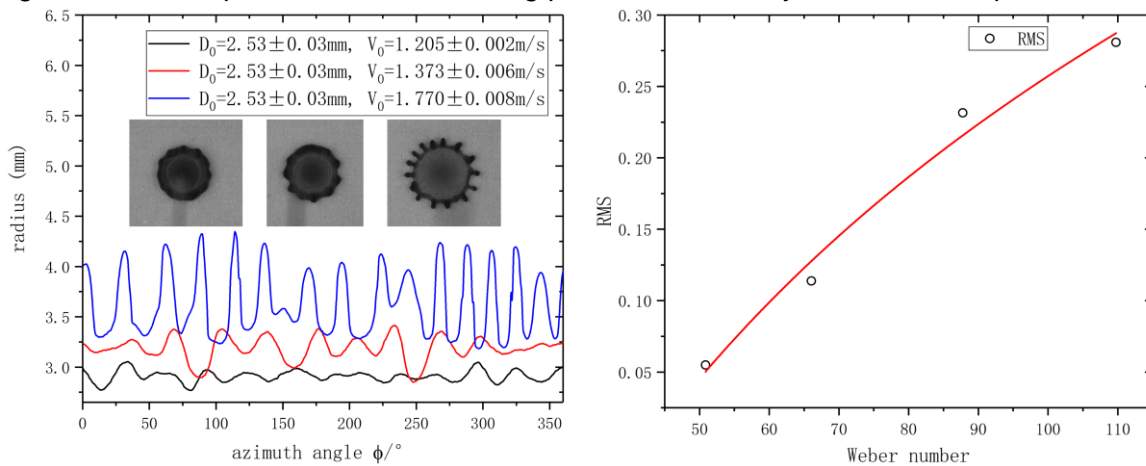 6.5
6.0
5.5
5.0
4.5
4.0
3.5
3.0
radius (mm)
D0=2.53±0.03mm, V0=1.205±0.002m/s
D0=2.53±0.03mm, V0=1.373±0.006m/s
D0=2.53±0.03mm, V0=1.770±0.008m/s
0 50 100 150 200 250 300 350
azimuth angle ϕ/°
0.30
0.25
0.20
0.15
0.10
0.05
RMS
RMS
50 60 70 80 90 100 110
Weber number